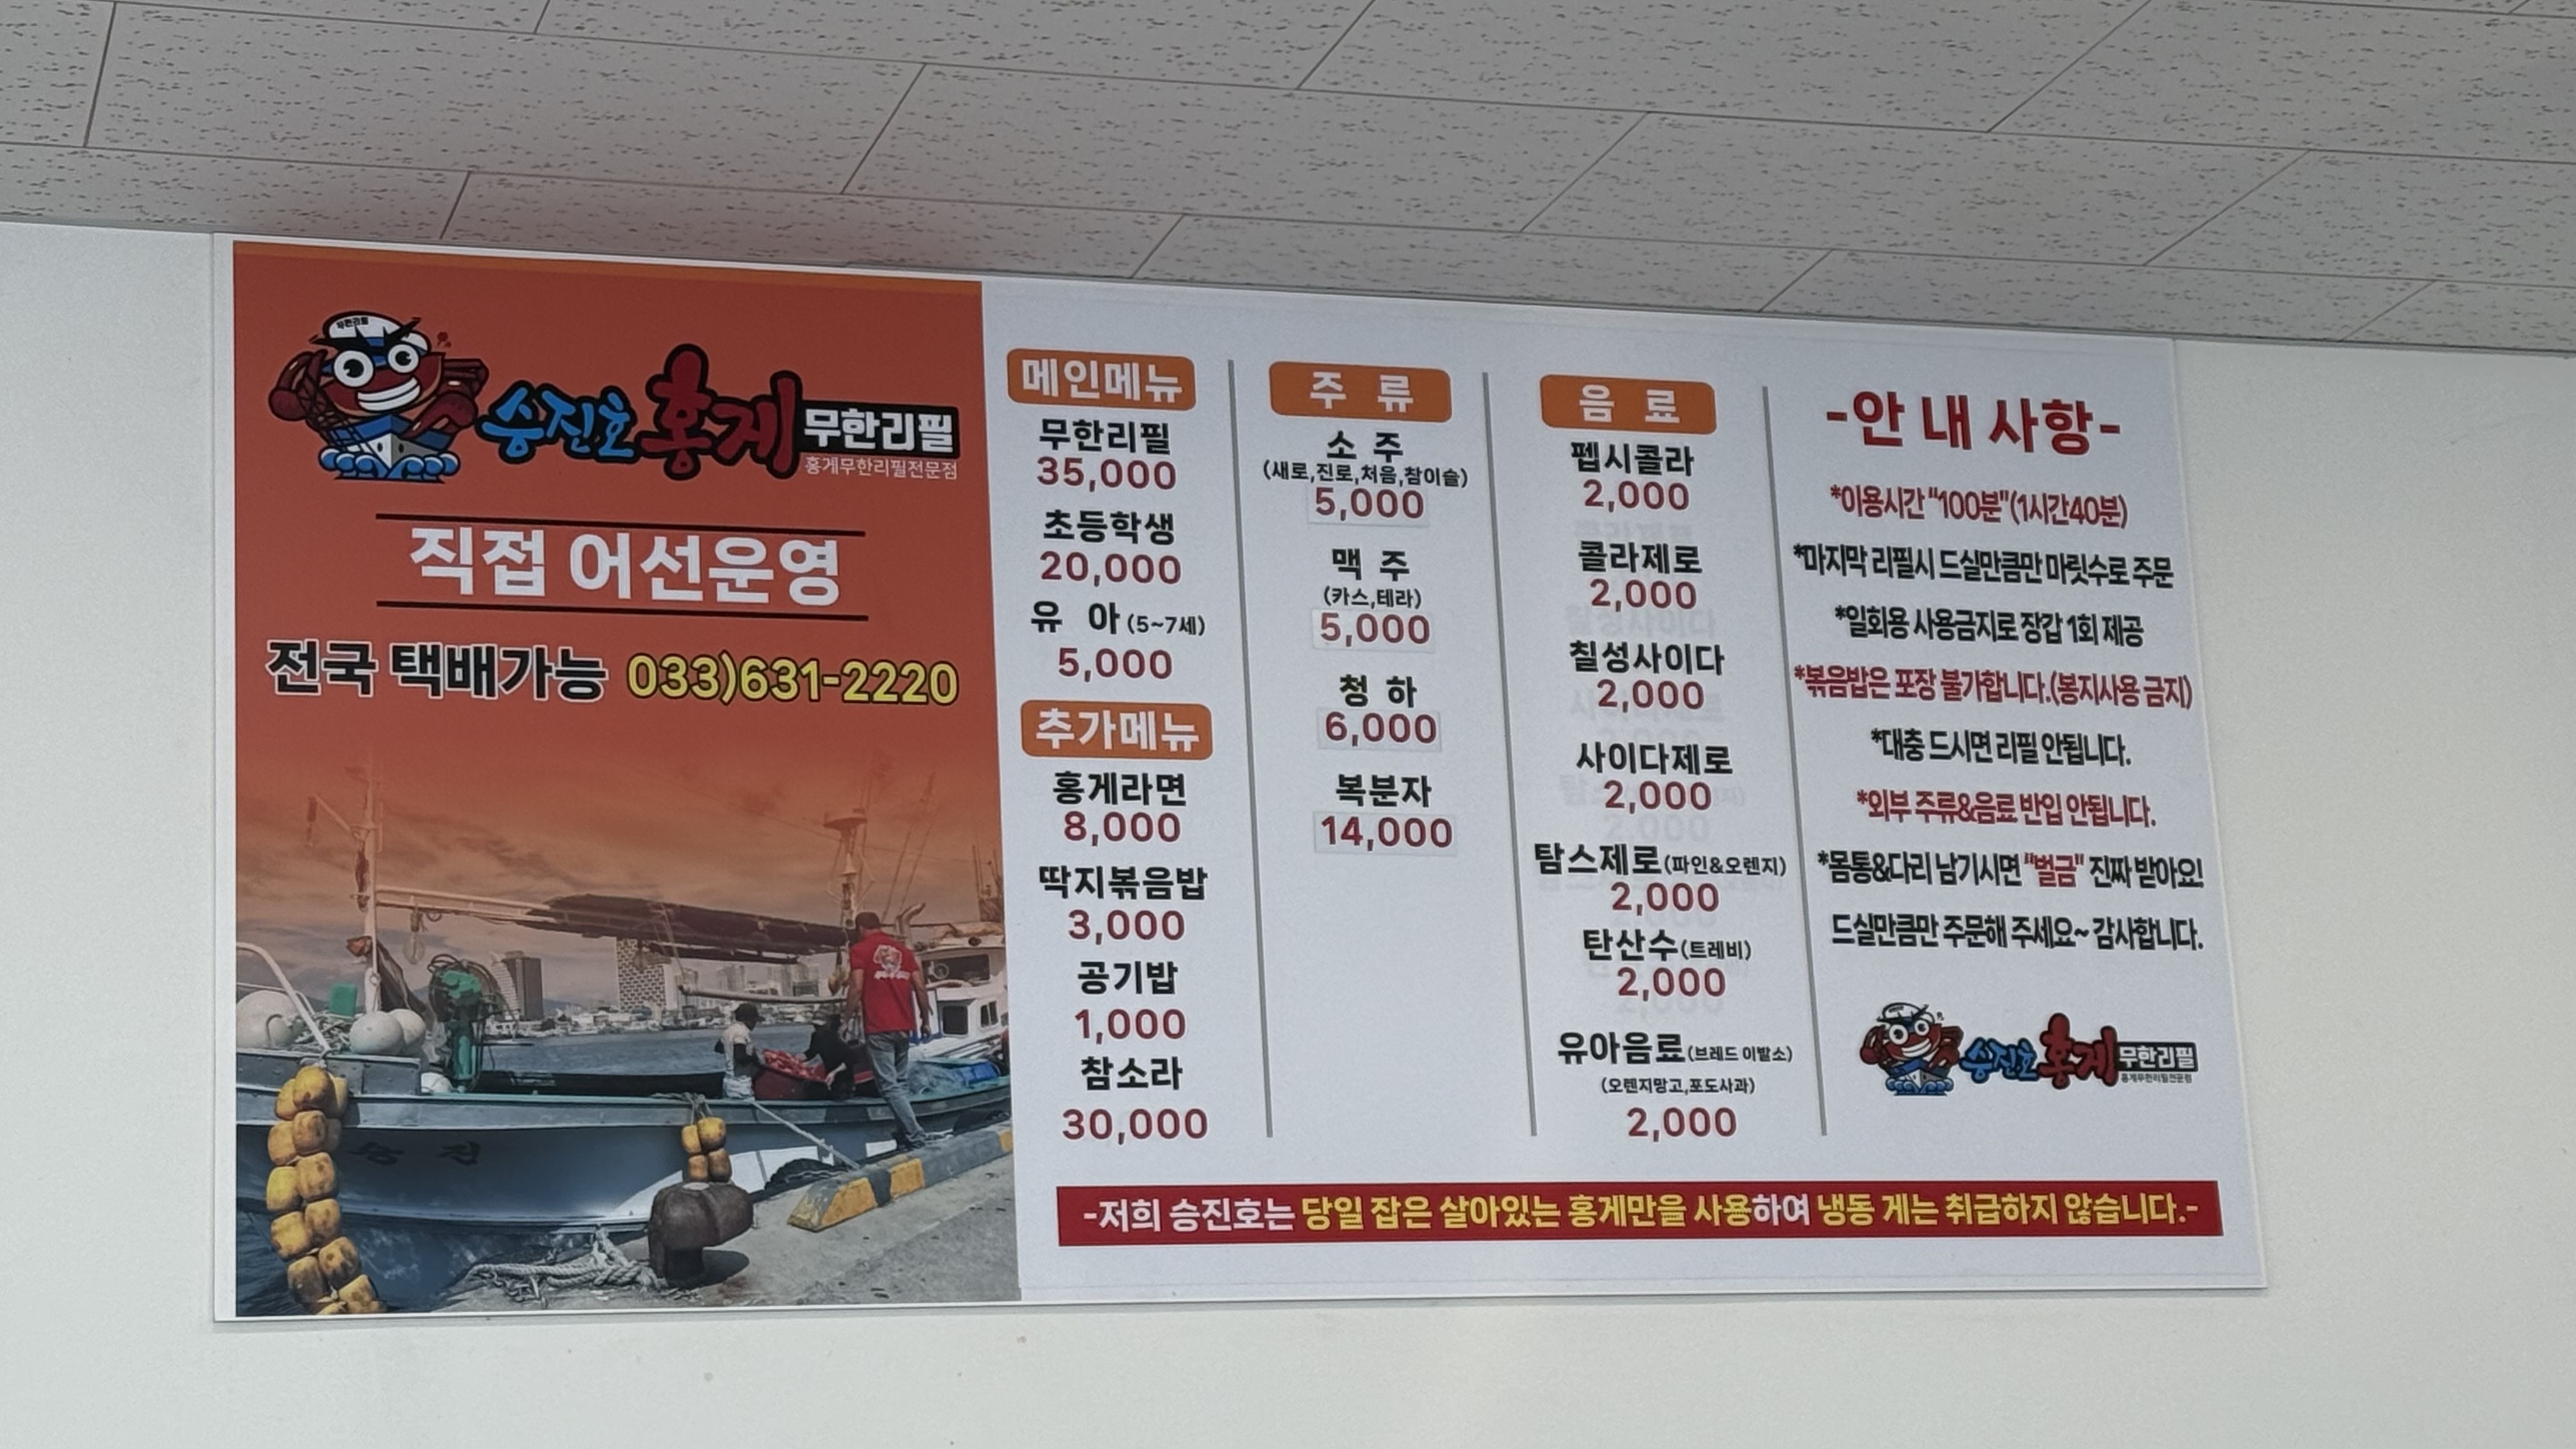 무한리필
승진호 홍게 무한리필
홍게무한리필전문점
직접 어선운영
전국 택배가능 033)631-2220
메인메뉴
무한리필
35,000
초등학생
20,000
유 아 (5~7세)
5,000
추가메뉴
홍게라면
8,000
딱지볶음밥
3,000
공기밥
1,000
참소라
30,000
주 류
소 주
(새로,진로,처음,참이슬)
5,000
맥 주
(카스,테라)
5,000
청 하
6,000
복분자
14,000
음 료
펩시콜라
2,000
콜라제로
2,000
칠성사이다
2,000
사이다제로
2,000
탐스제로(파인&오렌지)
2,000
탄산수(트레비)
2,000
유아음료(브레드 이발소)
(오렌지망고,포도사과)
2,000
-안 내 사항-
*이용시간 "100분"(1시간40분)
*마지막 리필시 드실만큼만 마릿수로 주문
*일회용 사용금지로 장갑 1회 제공
*볶음밥은 포장 불가합니다.(봉지사용 금지)
*대충 드시면 리필 안됩니다.
*외부 주류&음료 반입 안됩니다.
*몸통&다리 남기시면 "벌금" 진짜 받아요!
드실만큼만 주문해 주세요~ 감사합니다.
승진호 홍게 무한리필
홍게무한리필전문점
-저희 승진호는 당일 잡은 살아있는 홍게만을 사용하여 냉동 게는 취급하지 않습니다.-